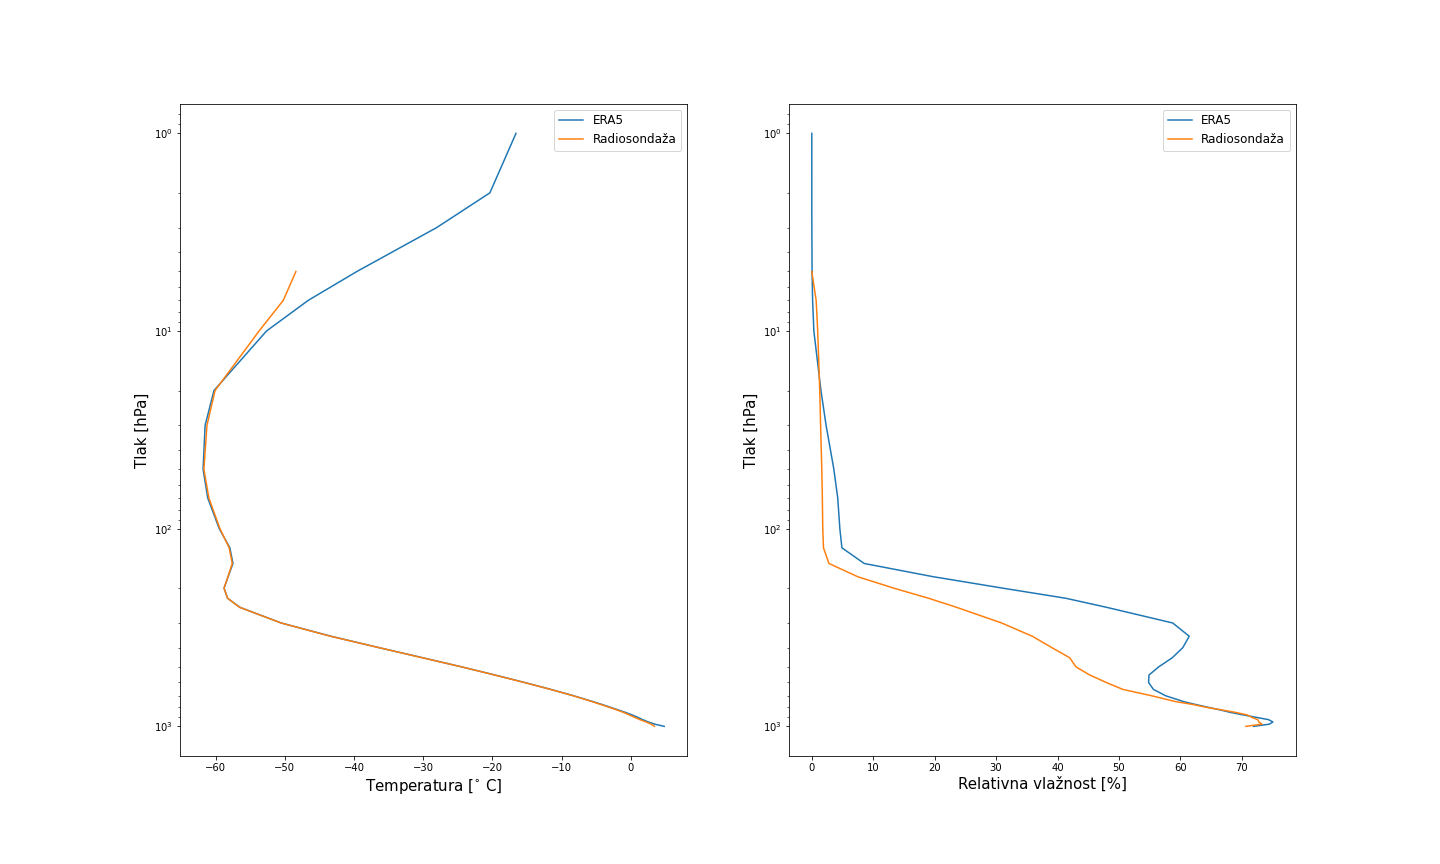 ERA5
Radiosondaža
10⁰
10¹
10²
10³
Tlak [hPa]
−60 −50 −40 −30 −20 −10 0
Temperatura [° C]
ERA5
Radiosondaža
10⁰
10¹
10²
10³
Tlak [hPa]
0 10 20 30 40 50 60 70
Relativna vlažnost [%]